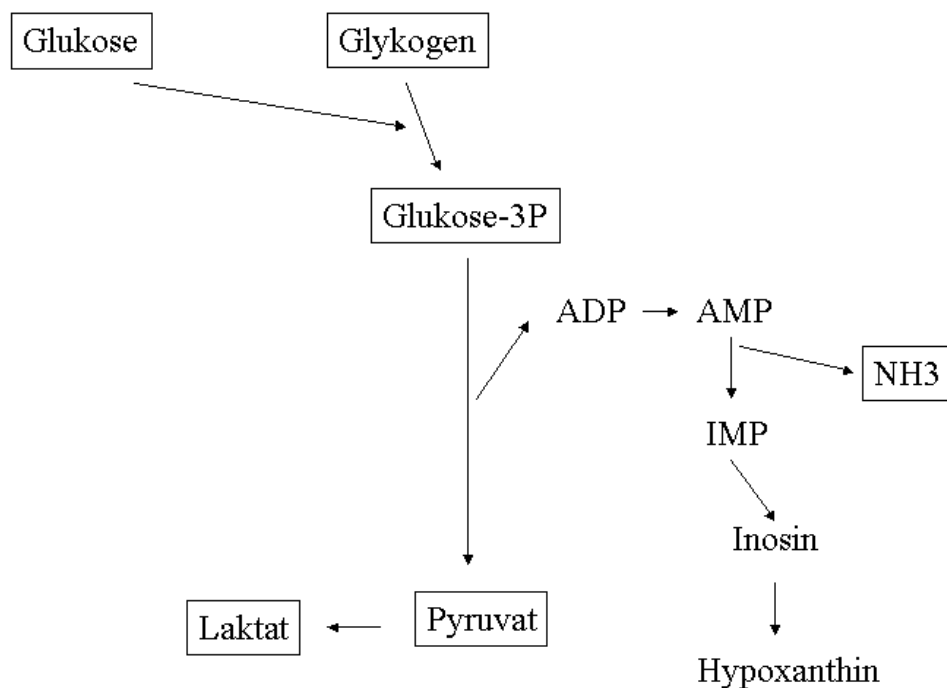 Glukose
Glykogen
Glukose-3P
ADP
AMP
NH3
IMP
Inosin
Laktat
Pyruvat
Hypoxanthin